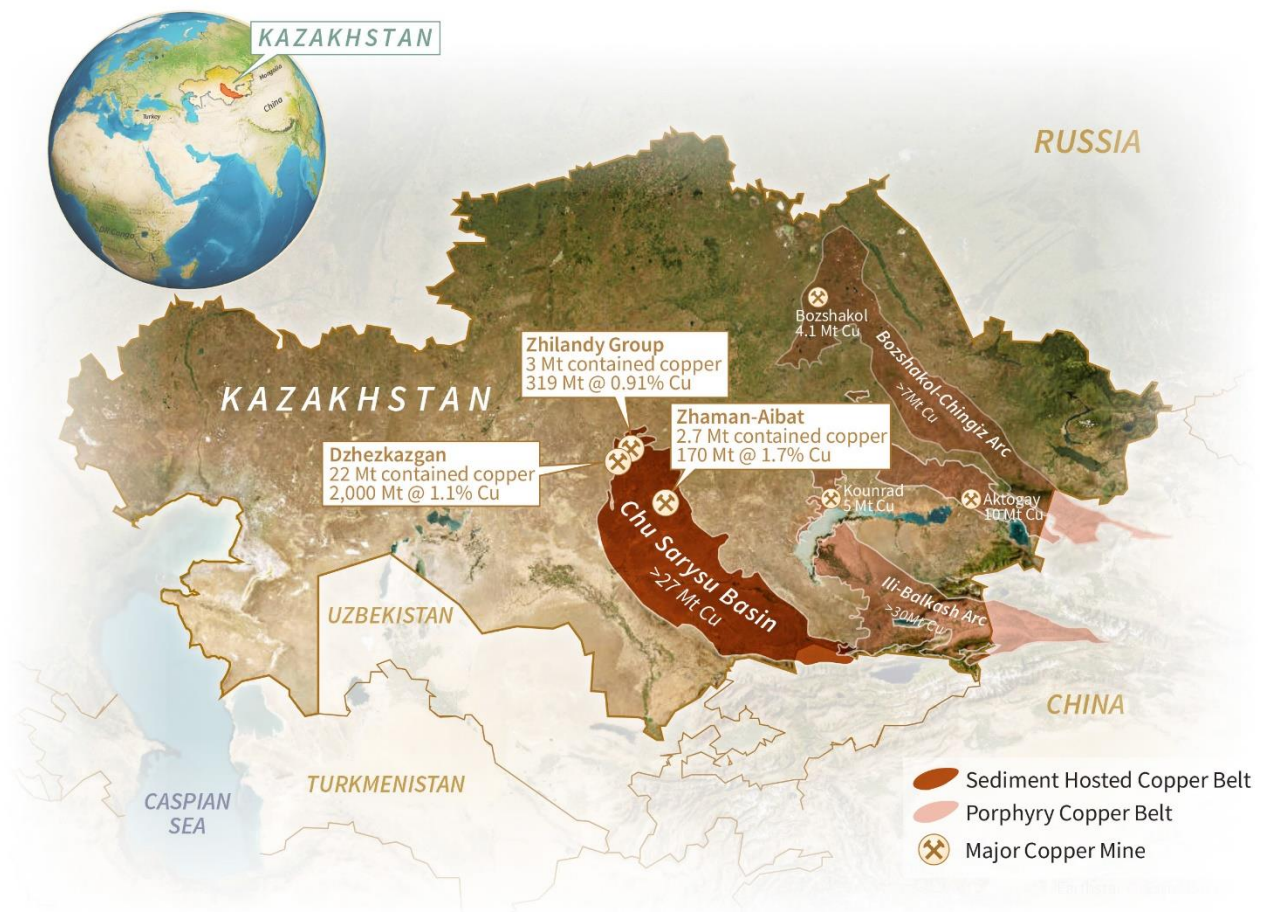 KAZAKHSTAN
Mongolia
China
Turkey
RUSSIA
Bozshakol
4.1 Mt Cu
Bozshakol-Chingiz Arc
>7Mt Cu
Zhilandy Group
3 Mt contained copper
319 Mt @ 0.91% Cu
KAZAKHSTAN
Zhaman-Aibat
2.7 Mt contained copper
170 Mt @ 1.7% Cu
Dzhezkazgan
22 Mt contained copper
2,000 Mt @ 1.1% Cu
Kounrad
5 Mt Cu
Aktogay
10 Mt Cu
Chu Sarysu Basin
>27 Mt Cu
Ili-Balkash Arc
>30Mt Cu
UZBEKISTAN
CHINA
TURKMENISTAN
CASPIAN
SEA
Sediment Hosted Copper Belt
Porphyry Copper Belt
Major Copper Mine